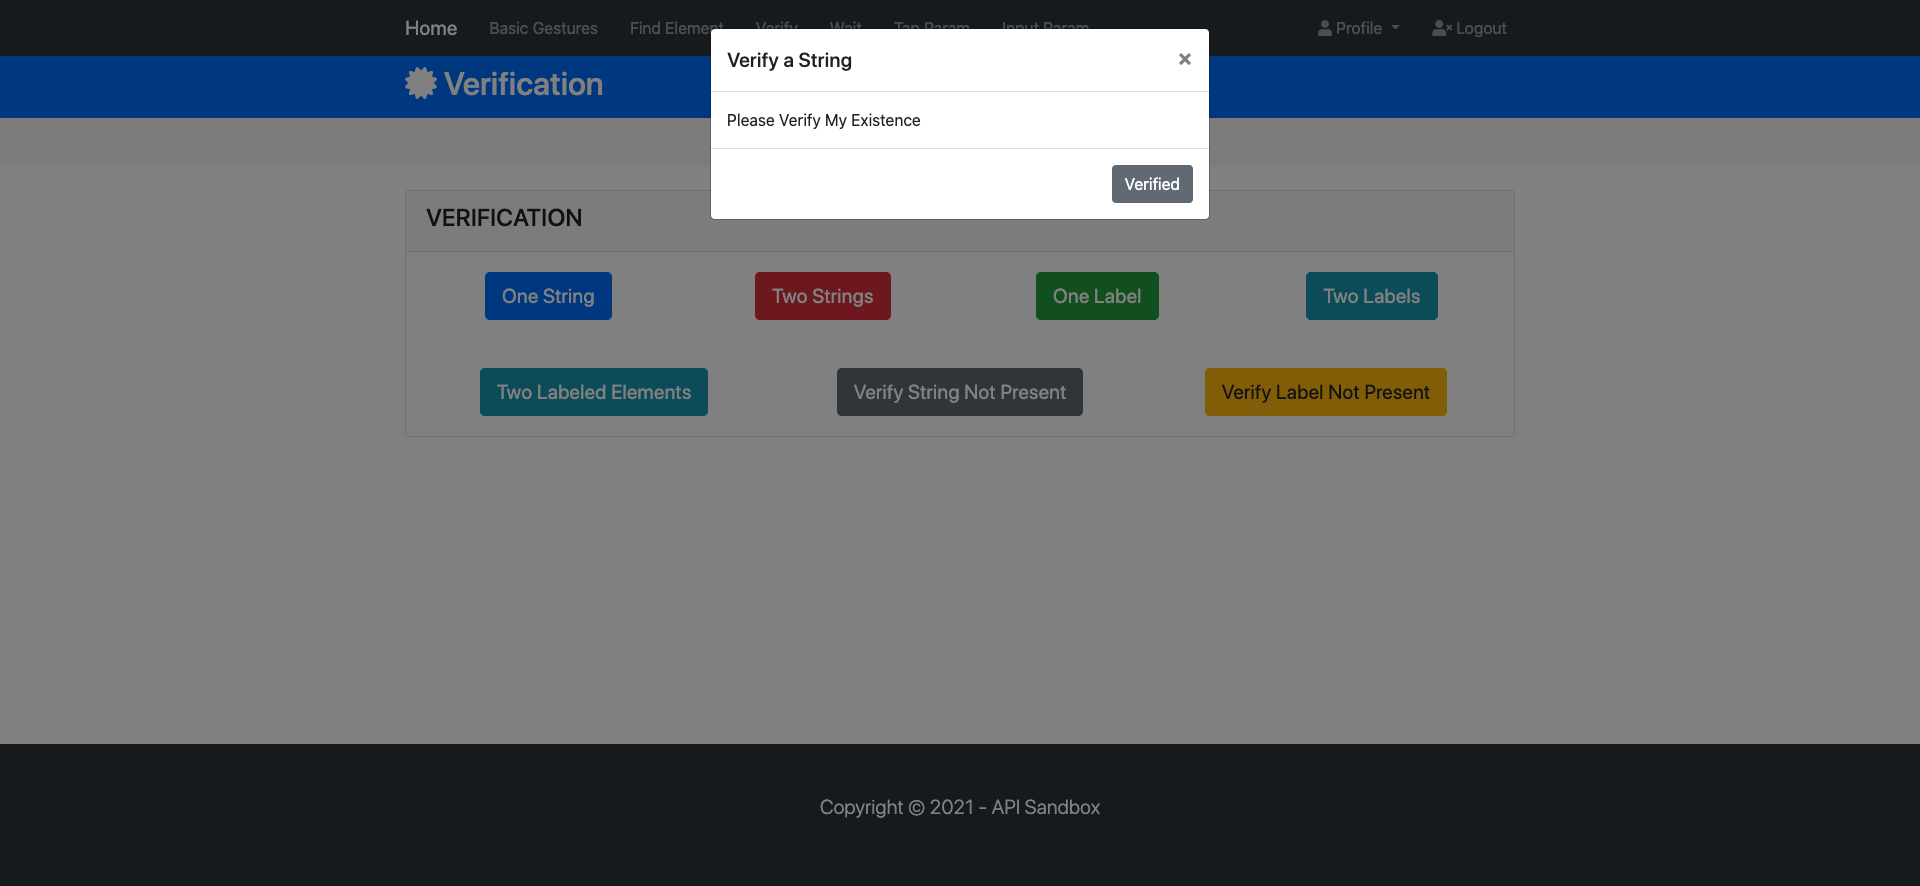 Home Basic Gestures Find Element Verify Wait Tap Param Input Param Profile Logout
Verification
Verify a String ×
Please Verify My Existence
Verified
VERIFICATION
One String Two Strings One Label Two Labels
Two Labeled Elements Verify String Not Present Verify Label Not Present
Copyright © 2021 - API Sandbox